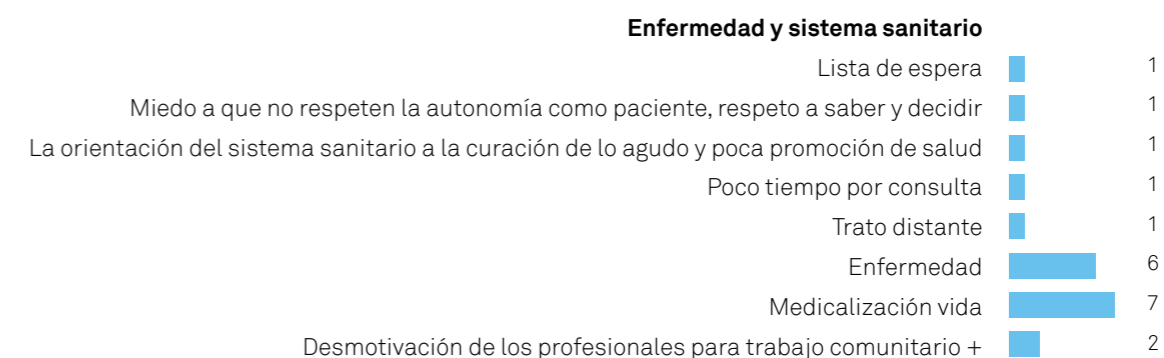 Enfermedad y sistema sanitario
Lista de espera 1
Miedo a que no respeten la autonomía como paciente, respeto a saber y decidir 1
La orientación del sistema sanitario a la curación de lo agudo y poca promoción de salud 1
Poco tiempo por consulta 1
Trato distante 1
Enfermedad 6
Medicalización vida 7
Desmotivación de los profesionales para trabajo comunitario + 2